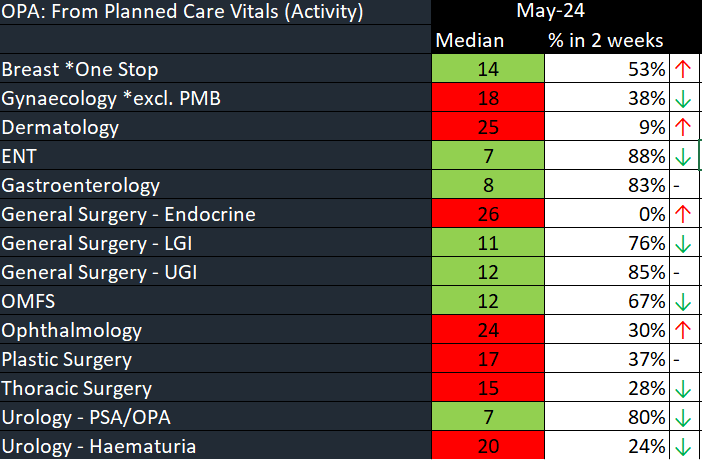 OPA: From Planned Care Vitals (Activity) May-24
Median % in 2 weeks
Breast *One Stop 14 53% ↑
Gynaecology *excl. PMB 18 38% ↓
Dermatology 25 9% ↑
ENT 7 88% ↓
Gastroenterology 8 83% -
General Surgery - Endocrine 26 0% ↑
General Surgery - LGI 11 76% ↓
General Surgery - UGI 12 85% -
OMFS 12 67% ↓
Ophthalmology 24 30% ↑
Plastic Surgery 17 37% -
Thoracic Surgery 15 28% ↓
Urology - PSA/OPA 7 80% ↓
Urology - Haematuria 20 24% ↓